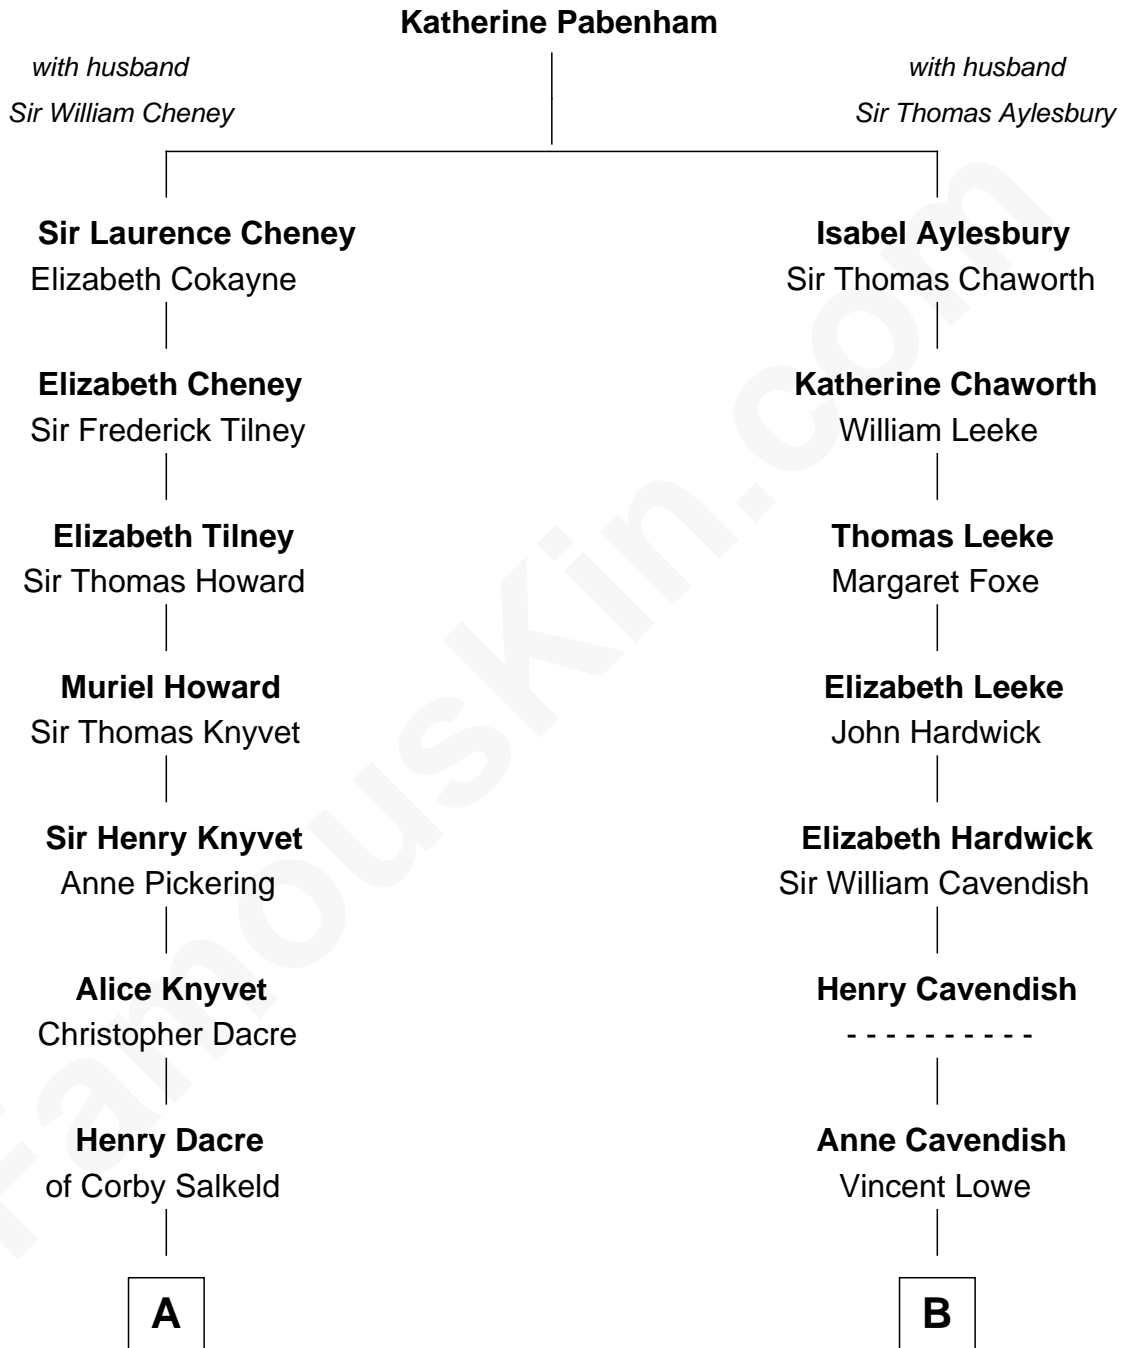 Katherine Pabenham
with husband
Sir William Cheney
with husband
Sir Thomas Aylesbury
Sir Laurence Cheney
Elizabeth Cokayne
Isabel Aylesbury
Sir Thomas Chaworth
Elizabeth Cheney
Sir Frederick Tilney
Katherine Chaworth
William Leeke
Elizabeth Tilney
Sir Thomas Howard
Thomas Leeke
Margaret Foxe
Muriel Howard
Sir Thomas Knyvet
Elizabeth Leeke
John Hardwick
Sir Henry Knyvet
Anne Pickering
Elizabeth Hardwick
Sir William Cavendish
Alice Knyvet
Christopher Dacre
Henry Cavendish
- - - - - - - - - -
Henry Dacre
of Corby Salkeld
Anne Cavendish
Vincent Lowe
A
B
FamousKin.com